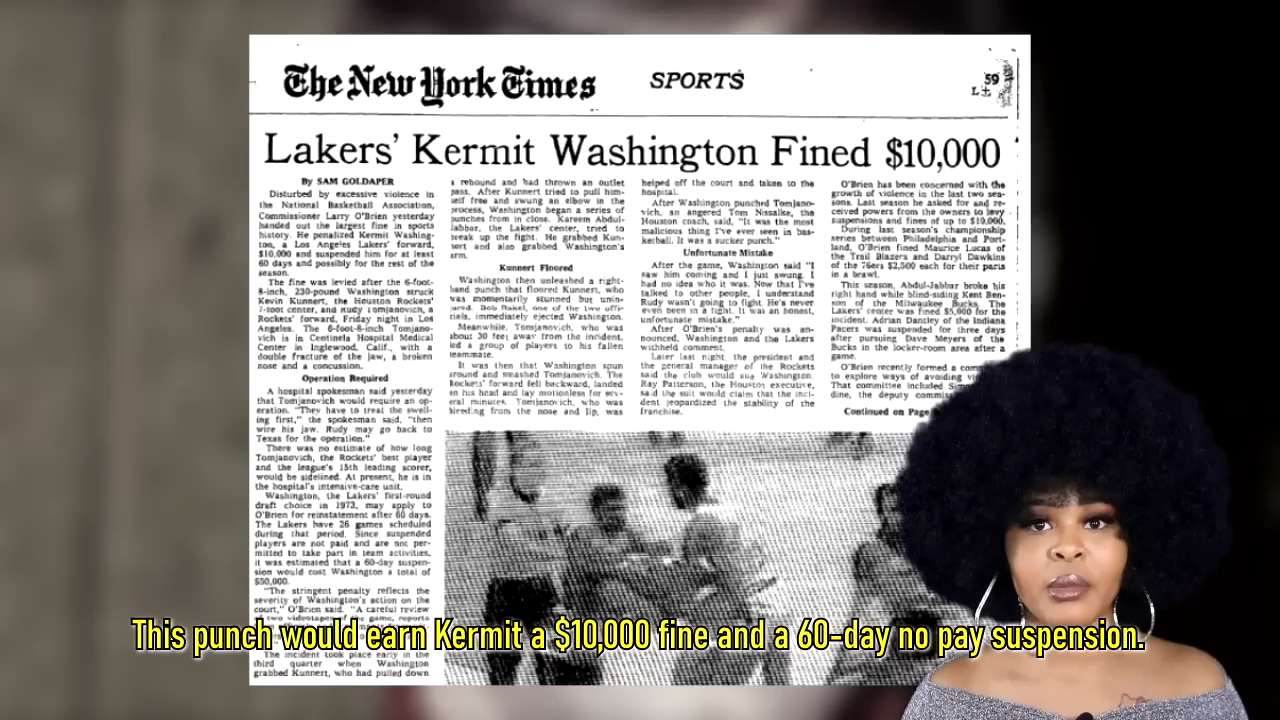 The New York Times
SPORTS
59
L+
Lakers' Kermit Washington Fined $10,000
By SAM GOLDAPER
Disturbed by excessive violence in
the National Basketball Association,
Commissioner Larry O'Brien yesterday
handed out the largest fine in sports
history. He penalized Kermit Washing-
ton, a Los Angeles Lakers' forward,
$10,000 and suspended him for at least
60 days and possibly for the rest of the
season.
The fine was levied after the 6-foot-
8-inch, 230-pound Washington struck
Kevin Kunnert, the Houston Rockets'
7-foot center, and Rudy Tomjanovich, a
Rockets' forward, Friday night in Los
Angeles. The 6-foot-8-inch Tomjano-
vich is in Centinela Hospital Medical
Center in Inglewood, Calif., with a
double fracture of the jaw, a broken
nose and a concussion.
Operation Required
A hospital spokesman said yesterday
that Tomjanovich would require an op-
eration. "They have to treat the swell-
ing first," the spokesman said, "then
wire his jaw. Rudy may go back to
Texas for the operation."
There was no estimate of how long
Tomjanovich, the Rockets' best player
and the league's 15th leading scorer,
would be sidelined. At present, he is in
the hospital's intensive-care unit.
Washington, the Lakers' first-round
draft choice in 1973, may apply to
O'Brien for reinstatement after 60 days.
The Lakers have 26 games scheduled
during that period. Since suspended
players are not paid and are not per-
mitted to take part in team activities,
it was estimated that a 60-day suspen-
sion would cost Washington a total of
$50,000.
"The stringent penalty reflects the
severity of Washington's action on the
court," O'Brien said. "A careful review
two videotapes of the game, reports
The incident took place early in the
third quarter when Washington
grabbed Kunnert, who had pulled down
a rebound and had thrown an outlet
pass. After Kunnert tried to pull him-
self free and swung an elbow in the
process, Washington began a series of
punches from in close. Kareem Abdul-
Jabbar, the Lakers' center, tried to
break up the fight. He grabbed Kun-
nert and also grabbed Washington's
arm.
Kunnert Floored
Washington then unleashed a right-
hand punch that floored Kunnert, who
was momentarily stunned but unin-
jured. Bob Rakel, one of the two offi-
cials, immediately ejected Washington.
Meanwhile, Tomjanovich, who was
about 30 feet away from the incident,
led a group of players to his fallen
teammate.
It was then that Washington spun
around and smashed Tomjanovich. The
Rockets' forward fell backward, landed
on his head and lay motionless for sev-
eral minutes. Tomjanovich, who was
bleeding from the nose and lip, was
helped off the court and taken to the
hospital.
After Washington punched Tomjano-
vich, an angered Tom Nissalke, the
Houston coach, said, "It was the most
malicious thing I've ever seen in bas-
ketball. It was a sucker punch."
Unfortunate Mistake
After the game, Washington said "I
saw him coming and I just swung. I
had no idea who it was. Now that I've
talked to other people, I understand
Rudy wasn't going to fight. He's never
even been in a fight. It was an honest,
unfortunate mistake."
After O'Brien's penalty was an-
nounced, Washington and the Lakers
withheld comment.
Later last night, the president and
the general manager of the Rockets
said the club would sue Washington.
Ray Patterson, the Houston executive,
said the suit would claim that the inci-
dent jeopardized the stability of the
franchise.
O'Brien has been concerned with the
growth of violence in the last two sea-
sons. Last season he asked for and re-
ceived powers from the owners to levy
suspensions and fines of up to $10,000.
During last season's championship
series between Philadelphia and Port-
land, O'Brien fined Maurice Lucas of
the Trail Blazers and Darryl Dawkins
of the 76ers $2,500 each for their parts
in a brawl.
This season, Abdul-Jabbar broke his
right hand while blind-siding Kent Ben-
son of the Milwaukee Bucks. The
Lakers' center was fined $5,000 for the
incident. Adrian Dantley of the Indiana
Pacers was suspended for three days
after pursuing Dave Meyers of the
Bucks in the locker-room area after a
game.
O'Brien recently formed a com
to explore ways of avoiding
That committee included
dine, the deputy commis
Continued on Page
This punch would earn Kermit a $10,000 fine and a 60-day no pay suspension.